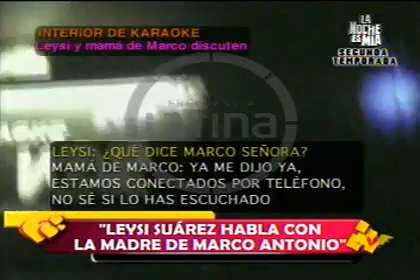 INTERIOR DE KARAOKE
Leysi y mamá de Marco discuten
LA
NOCHE
ES MIA
SEGUNDA
TEMPORADA
latina
LEYSI: ¿QUÉ DICE MARCO SEÑORA?
MAMÁ DE MARCO: YA ME DIJO YA,
ESTAMOS CONECTADOS POR TELÉFONO,
NO SÉ SI LO HAS ESCUCHADO
"LEYSI SUÁREZ HABLA CON
LA MADRE DE MARCO ANTONIO"